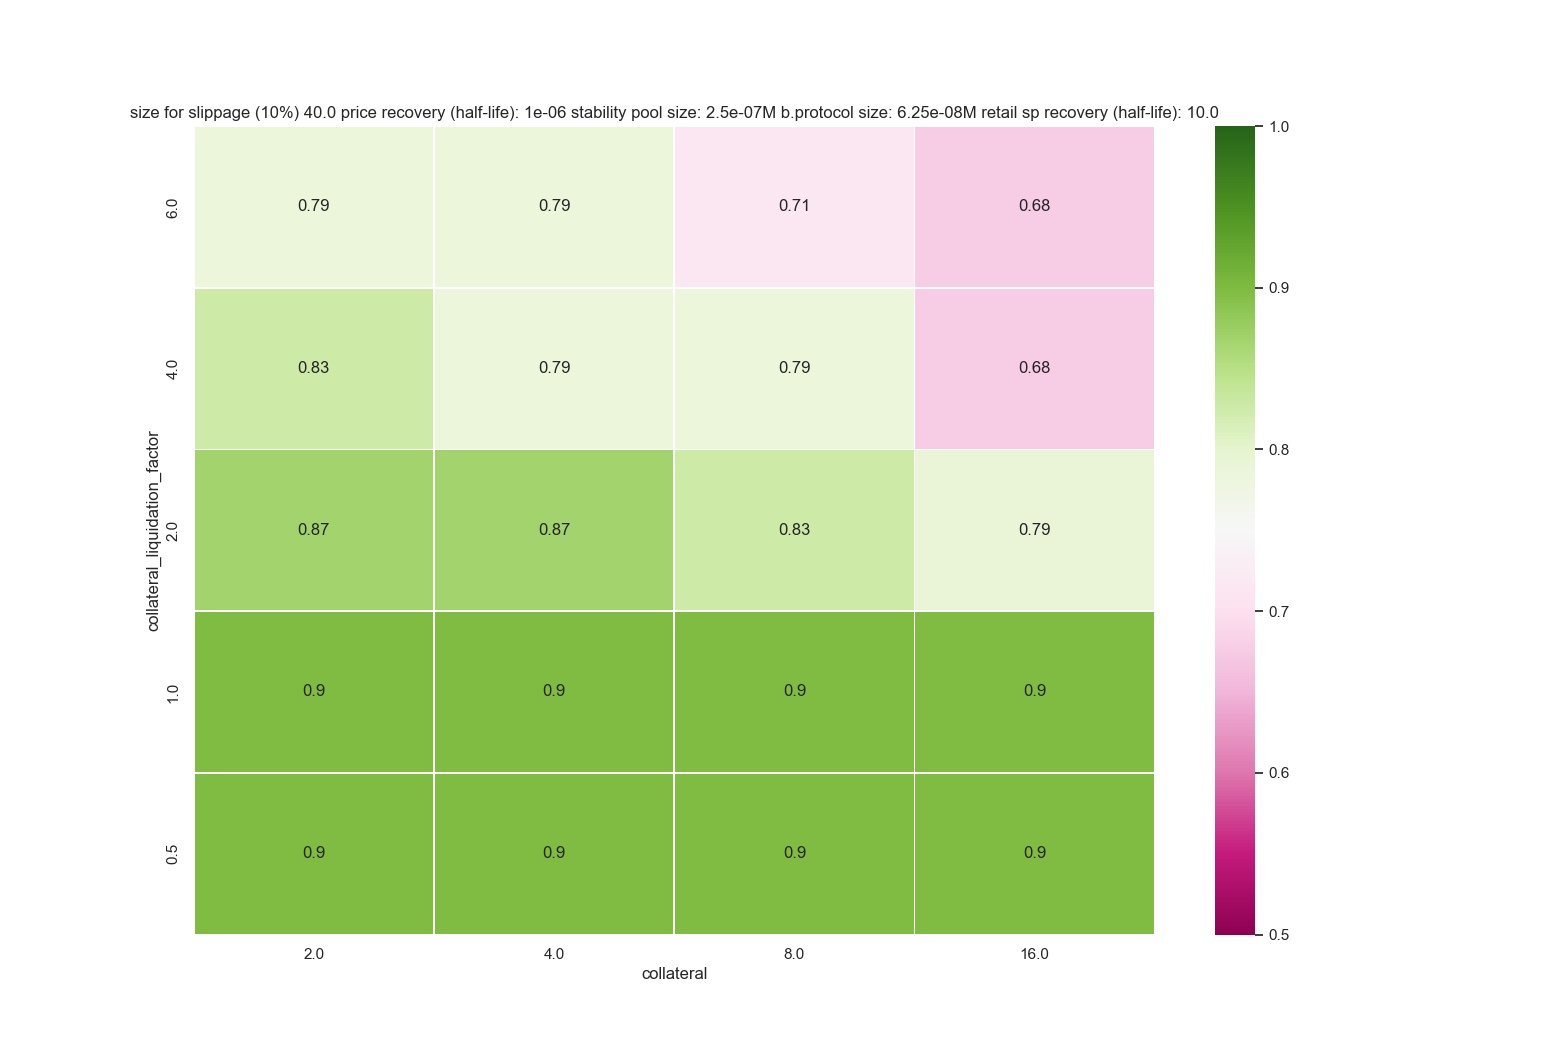 size for slippage (10%) 40.0 price recovery (half-life): 1e-06 stability pool size: 2.5e-07M b.protocol size: 6.25e-08M retail sp recovery (half-life): 10.0
collateral_liquidation_factor
6.0 0.79 0.79 0.71 0.68
4.0 0.83 0.79 0.79 0.68
2.0 0.87 0.87 0.83 0.79
1.0 0.9 0.9 0.9 0.9
0.5 0.9 0.9 0.9 0.9
2.0 4.0 8.0 16.0
collateral
1.0
0.9
0.8
0.7
0.6
0.5